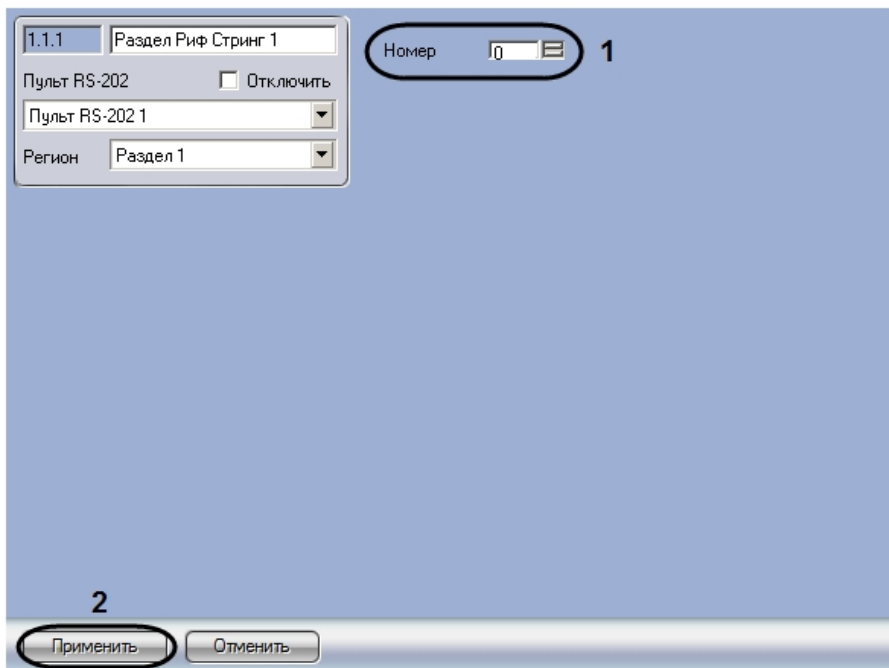 1.1.1 Раздел Риф Стринг 1
Номер 0 1
Пульт RS-202 Отключить
Пульт RS-202 1
Регион Раздел 1
2
Применить Отменить